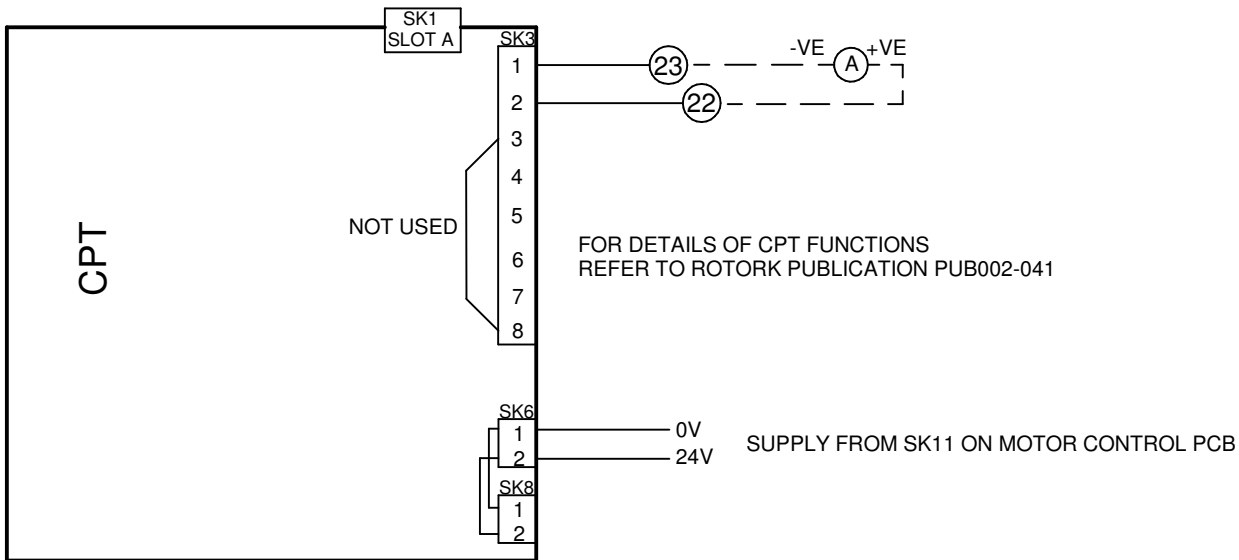 SK1
SLOT A
SK3
1
23
-VE
A
+VE
2
22
3
4
5
6
7
8
NOT USED
CPT
FOR DETAILS OF CPT FUNCTIONS
REFER TO ROTORK PUBLICATION PUB002-041
SK6
1
0V
2
24V
SUPPLY FROM SK11 ON MOTOR CONTROL PCB
SK8
1
2